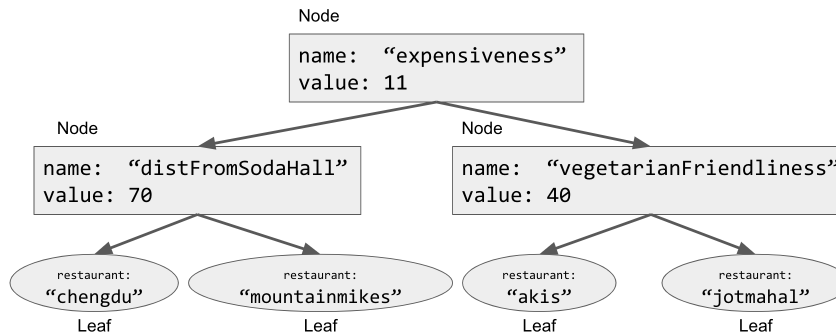 Node
name:  “expensiveness”
value: 11
Node
name:  “distFromSodaHall”
value: 70
Node
name:  “vegetarianFriendliness”
value: 40
restaurant:
“chengdu”
Leaf
restaurant:
“mountainmikes”
Leaf
restaurant:
“akis”
Leaf
restaurant:
“jotmahal”
Leaf